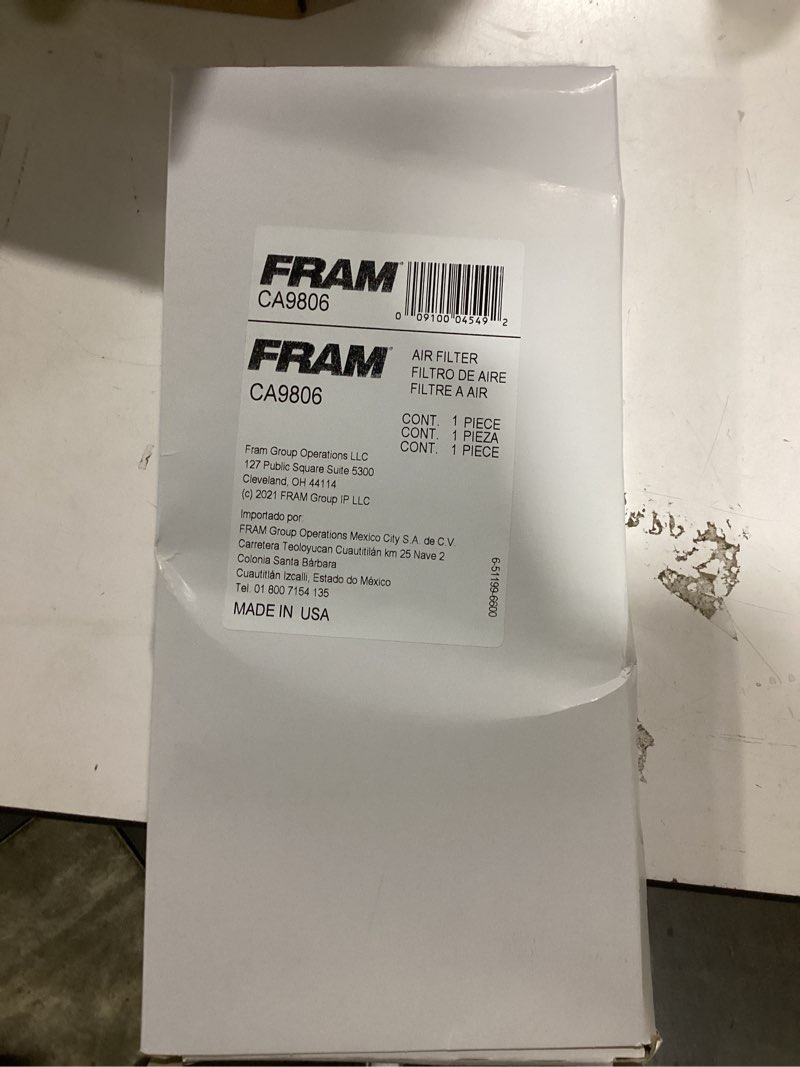 FRAM
CA9806
0 09100 04549 2
FRAM
CA9806
AIR FILTER
FILTRO DE AIRE
FILTRE A AIR
CONT. 1 PIECE
CONT. 1 PIEZA
CONT. 1 PIECE
Fram Group Operations LLC
127 Public Square Suite 5300
Cleveland, OH 44114
(c) 2021 FRAM Group IP LLC
Importado por:
FRAM Group Operations Mexico City S.A. de C.V.
Carretera Teoloyucan Cuautitilán km 25 Nave 2
Colonia Santa Bárbara
Cuautitlán Izcalli, Estado do México
Tel. 01 800 7154 135
MADE IN USA
6-51199-6600